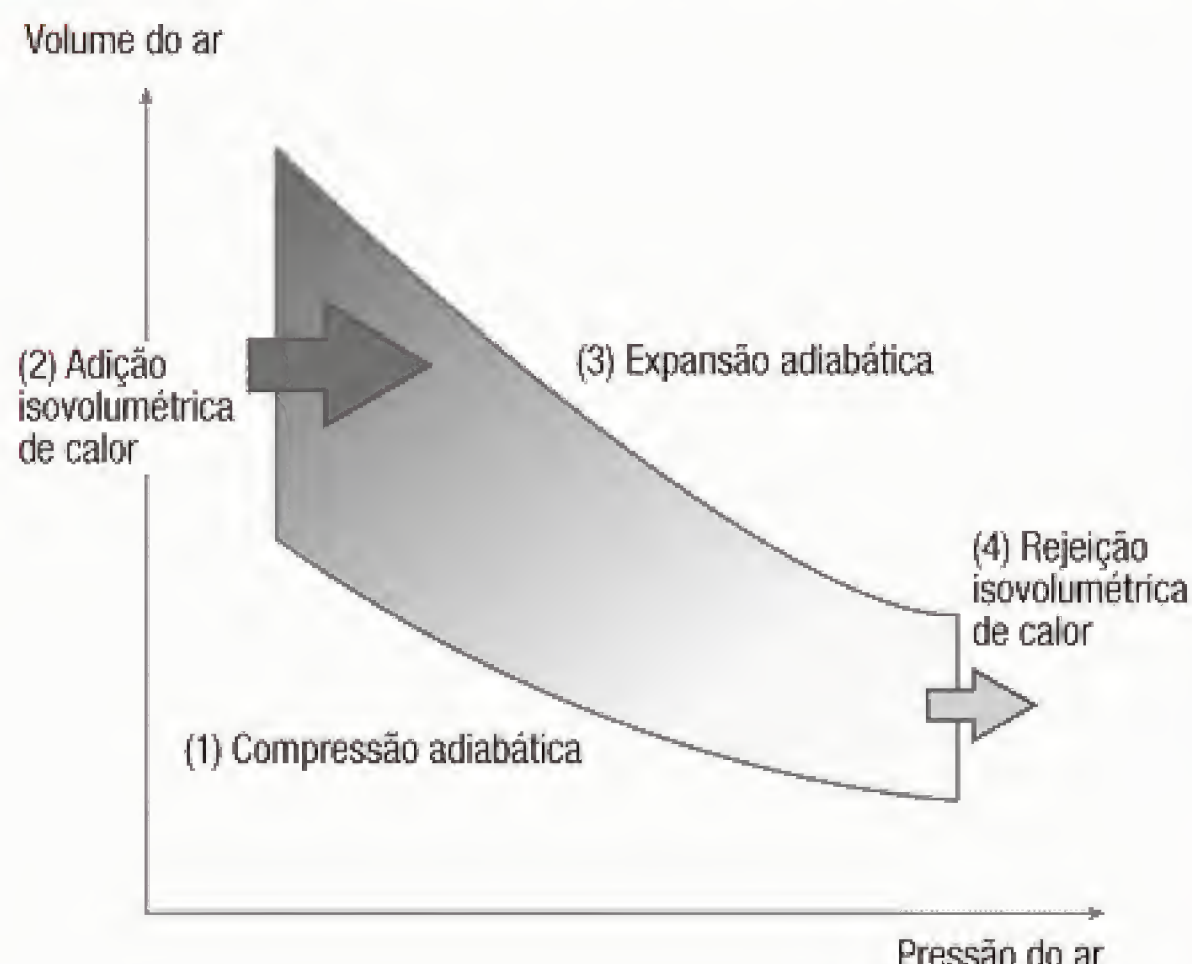 Volume do ar
(2) Adição
isovolumétrica
de calor
(3) Expansão adiabática
(4) Rejeição
isovolumétrica
de calor
(1) Compressão adiabática
Pressão do ar